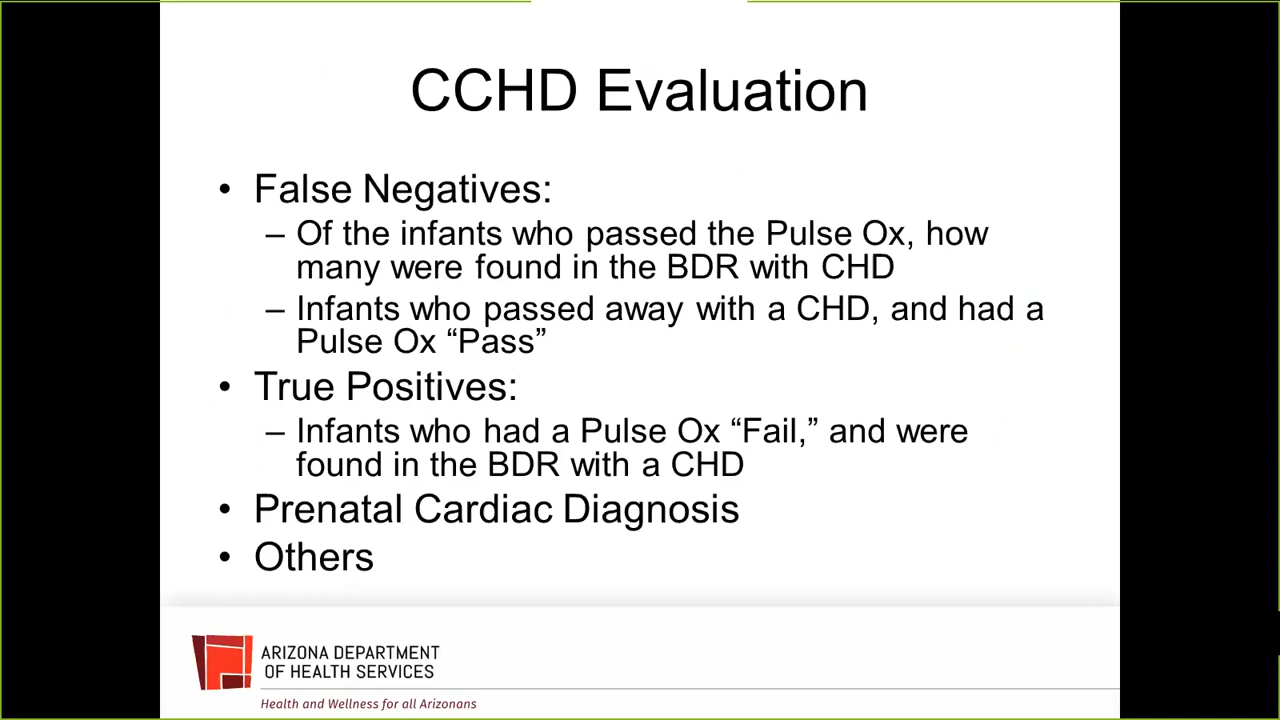 CCHD Evaluation
• False Negatives:
– Of the infants who passed the Pulse Ox, how
many were found in the BDR with CHD
– Infants who passed away with a CHD, and had a
Pulse Ox “Pass”
• True Positives:
– Infants who had a Pulse Ox “Fail,” and were
found in the BDR with a CHD
• Prenatal Cardiac Diagnosis
• Others
ARIZONA DEPARTMENT
OF HEALTH SERVICES
Health and Wellness for all Arizonans